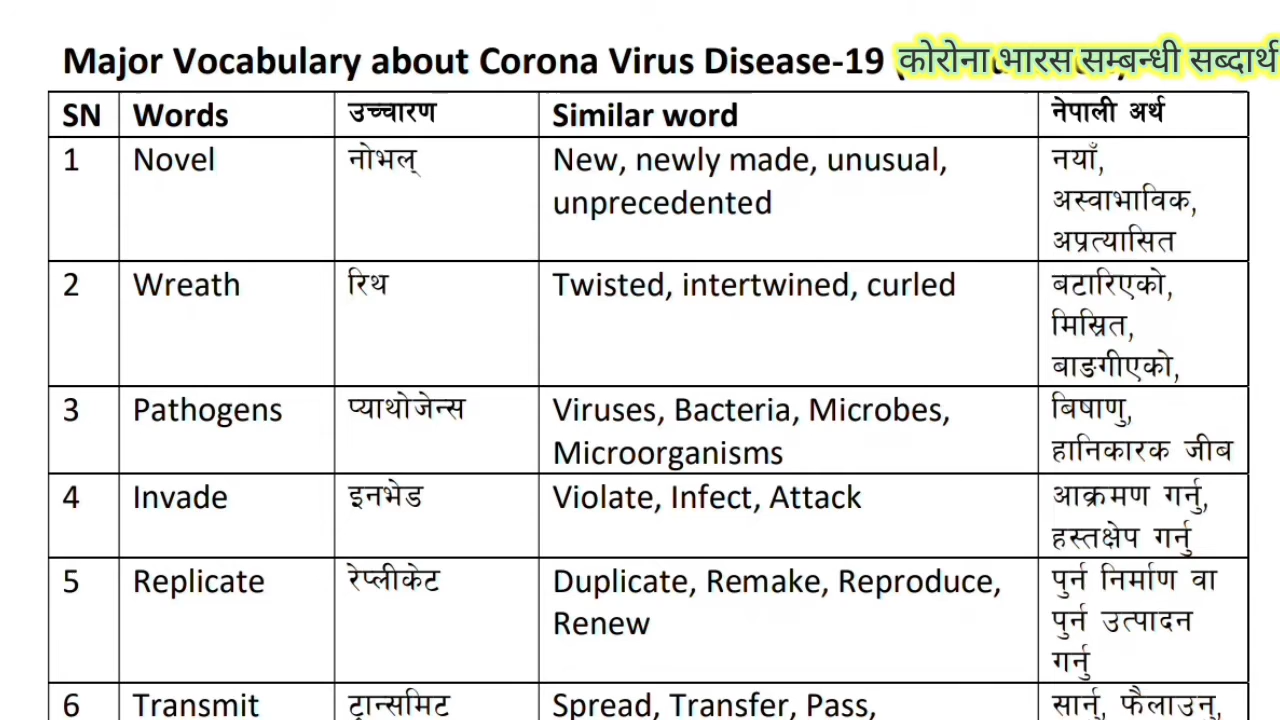 Major Vocabulary about Corona Virus Disease-19 कोरोना भारस सम्बन्धी सब्दार्थ
SN Words उच्चारण Similar word नेपाली अर्थ
1 Novel नोभल् New, newly made, unusual, नयाँ,
unprecedented अस्वाभाविक,
अप्रत्यासित
2 Wreath रिथ Twisted, intertwined, curled बटारिएको,
मिस्रित,
बाङगीएको,
3 Pathogens प्याथोजेन्स Viruses, Bacteria, Microbes, बिषाणु,
Microorganisms हानिकारक जीब
4 Invade इनभेड Violate, Infect, Attack आक्रमण गर्नु,
हस्तक्षेप गर्नु
5 Replicate रेप्लीकेट Duplicate, Remake, Reproduce, पुर्न निर्माण वा
Renew पुर्न उत्पादन
गर्नु
6 Transmit ट्रान्समिट Spread, Transfer, Pass, सार्नु, फैलाउनु,